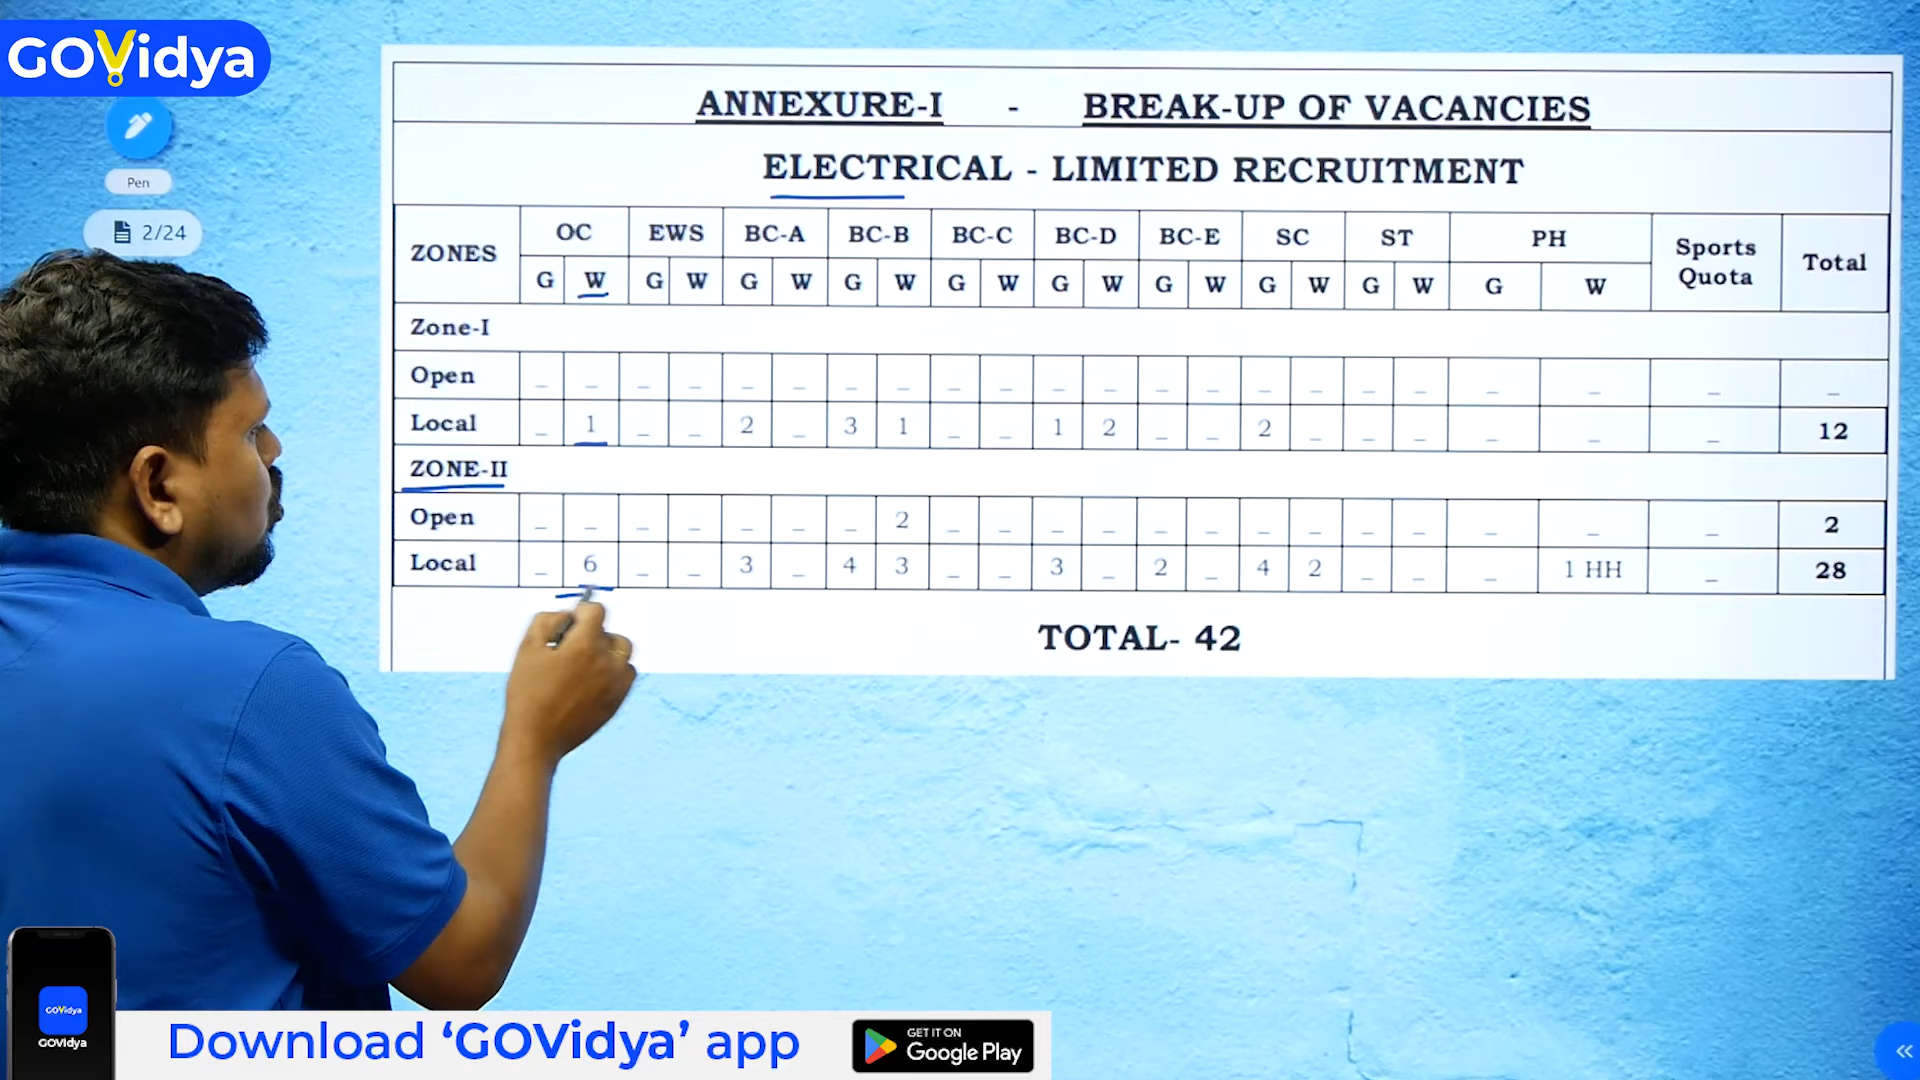 GOVidya
Pen
2/24
ANNEXURE-I - BREAK-UP OF VACANCIES
ELECTRICAL - LIMITED RECRUITMENT
ZONES OC EWS BC-A BC-B BC-C BC-D BC-E SC ST PH Sports Quota Total
G W G W G W G W G W G W G W G W G W G W
Zone-I
Open _ _ _ _ _ _ _ _ _ _ _ _ _ _ _ _ _ _ _ _ _ _
Local _ 1 _ _ 2 _ 3 1 _ _ 1 2 _ _ 2 _ _ _ _ _ _ 12
ZONE-II
Open _ _ _ _ _ _ _ 2 _ _ _ _ _ _ _ _ _ _ _ _ _ 2
Local _ 6 _ _ 3 _ 4 3 _ _ 3 _ 2 _ 4 2 _ _ _ 1 HH _ 28
TOTAL- 42
GOVidya
GOVidya
Download ‘GOVidya’ app
GET IT ON
Google Play